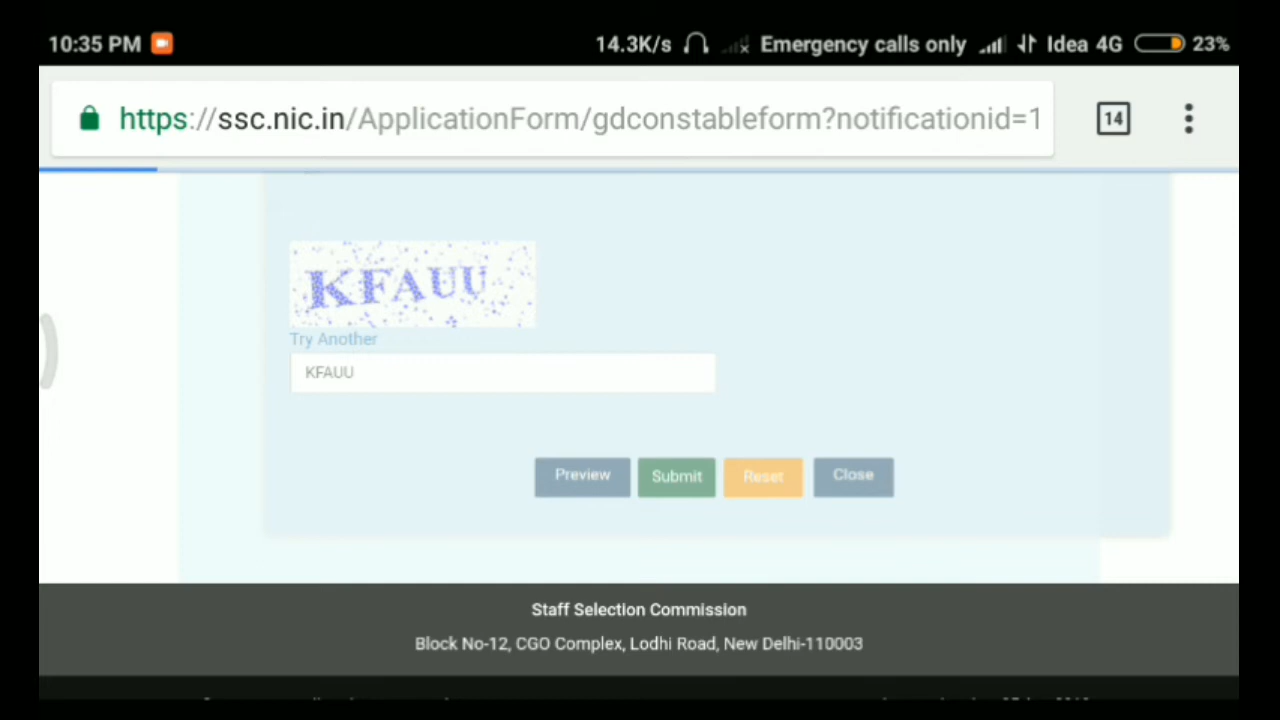 10:35 PM 14.3K/s Emergency calls only Idea 4G 23%
https://ssc.nic.in/ApplicationForm/gdconstableform?notificationid=1 14
KFAUU
Try Another
KFAUU
Preview Submit Reset Close
Staff Selection Commission
Block No-12, CGO Complex, Lodhi Road, New Delhi-110003